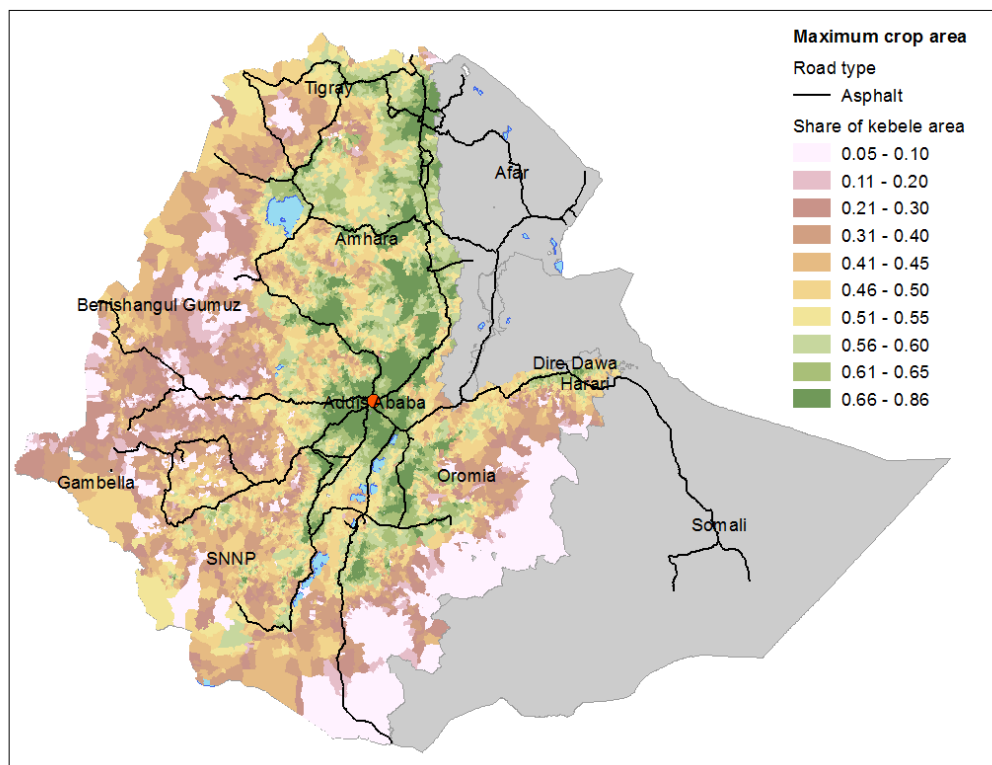 Maximum crop area
Road type
Asphalt
Share of kebele area
0.05 - 0.10
0.11 - 0.20
0.21 - 0.30
0.31 - 0.40
0.41 - 0.45
0.46 - 0.50
0.51 - 0.55
0.56 - 0.60
0.61 - 0.65
0.66 - 0.86
Tigray
Afar
Amhara
Benishangul Gumuz
Dire Dawa
Harari
Addis Ababa
Gambella
Oromia
Somali
SNNP